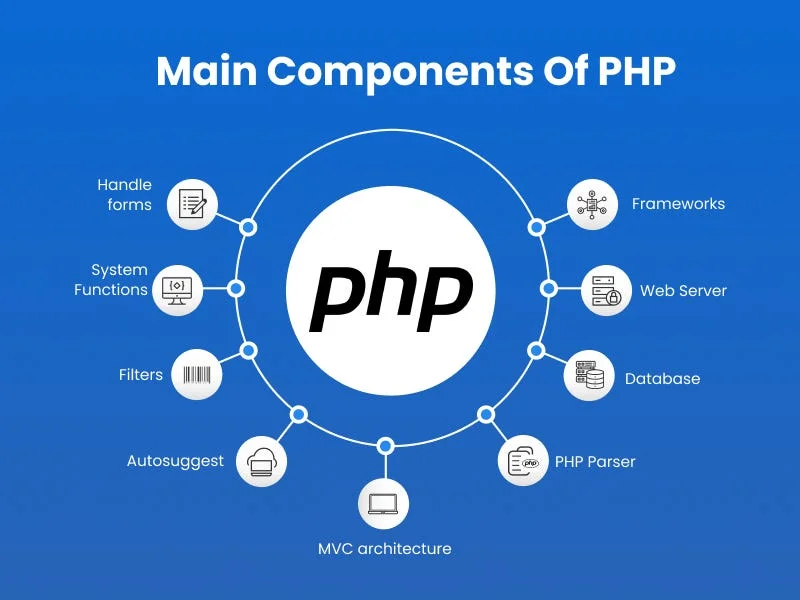 Main Components Of PHP
Handle
forms
System
Functions
Filters
Autosuggest
MVC architecture
php
Frameworks
Web Server
Database
php
PHP Parser